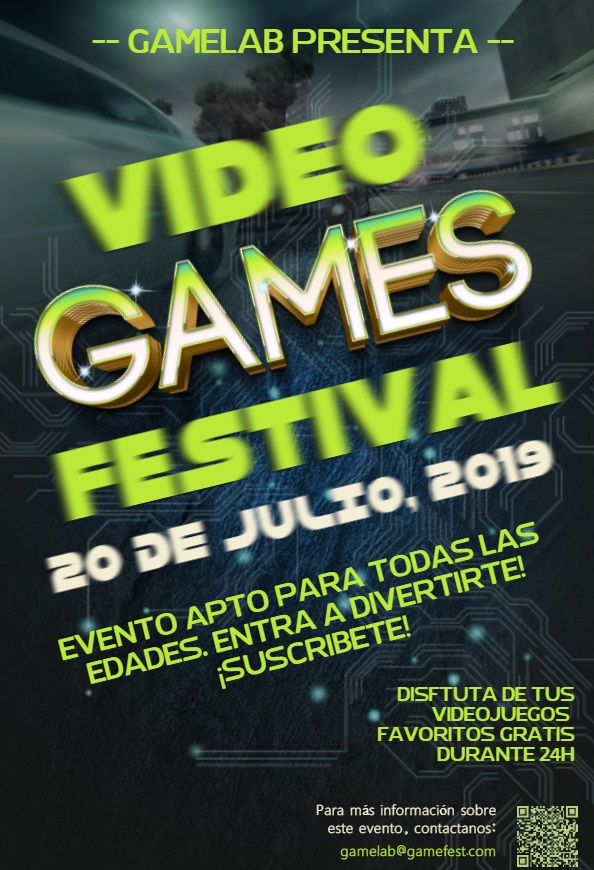 -- GAMELAB PRESENTA --
VIDEO
GAMES
FESTIVAL
20 DE JULIO, 2019
EVENTO APTO PARA TODAS LAS
EDADES. ENTRA A DIVERTIRTE!
¡SUSCRIBETE!
DISFTUTA DE TUS
VIDEOJUEGOS
FAVORITOS GRATIS
DURANTE 24H
Para más información sobre
este evento, contactanos:
gamelab@gamefest.com